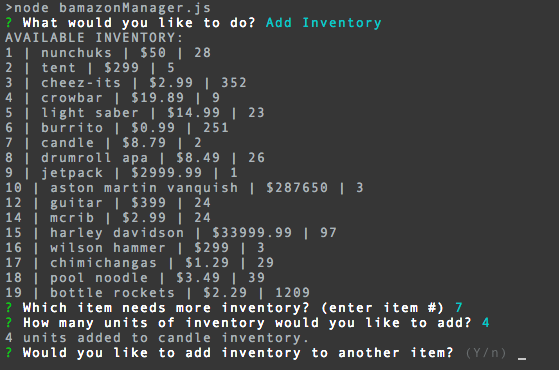 >node bamazonManager.js
? What would you like to do? Add Inventory
AVAILABLE INVENTORY:
1 | nunchuks | $50 | 28
2 | tent | $299 | 5
3 | cheez-its | $2.99 | 352
4 | crowbar | $19.89 | 9
5 | light saber | $14.99 | 23
6 | burrito | $0.99 | 251
7 | candle | $8.79 | 2
8 | drumroll apa | $8.49 | 26
9 | jetpack | $2999.99 | 1
10 | aston martin vanquish | $287650 | 3
12 | guitar | $399 | 24
14 | mcrib | $2.99 | 24
15 | harley davidson | $33999.99 | 97
16 | wilson hammer | $299 | 3
17 | chimichangas | $1.29 | 29
18 | pool noodle | $3.49 | 39
19 | bottle rockets | $2.29 | 1209
? Which item needs more inventory? (enter item #) 7
? How many units of inventory would you like to add? 4
4 units added to candle inventory.
? Would you like to add inventory to another item? (Y/n) _